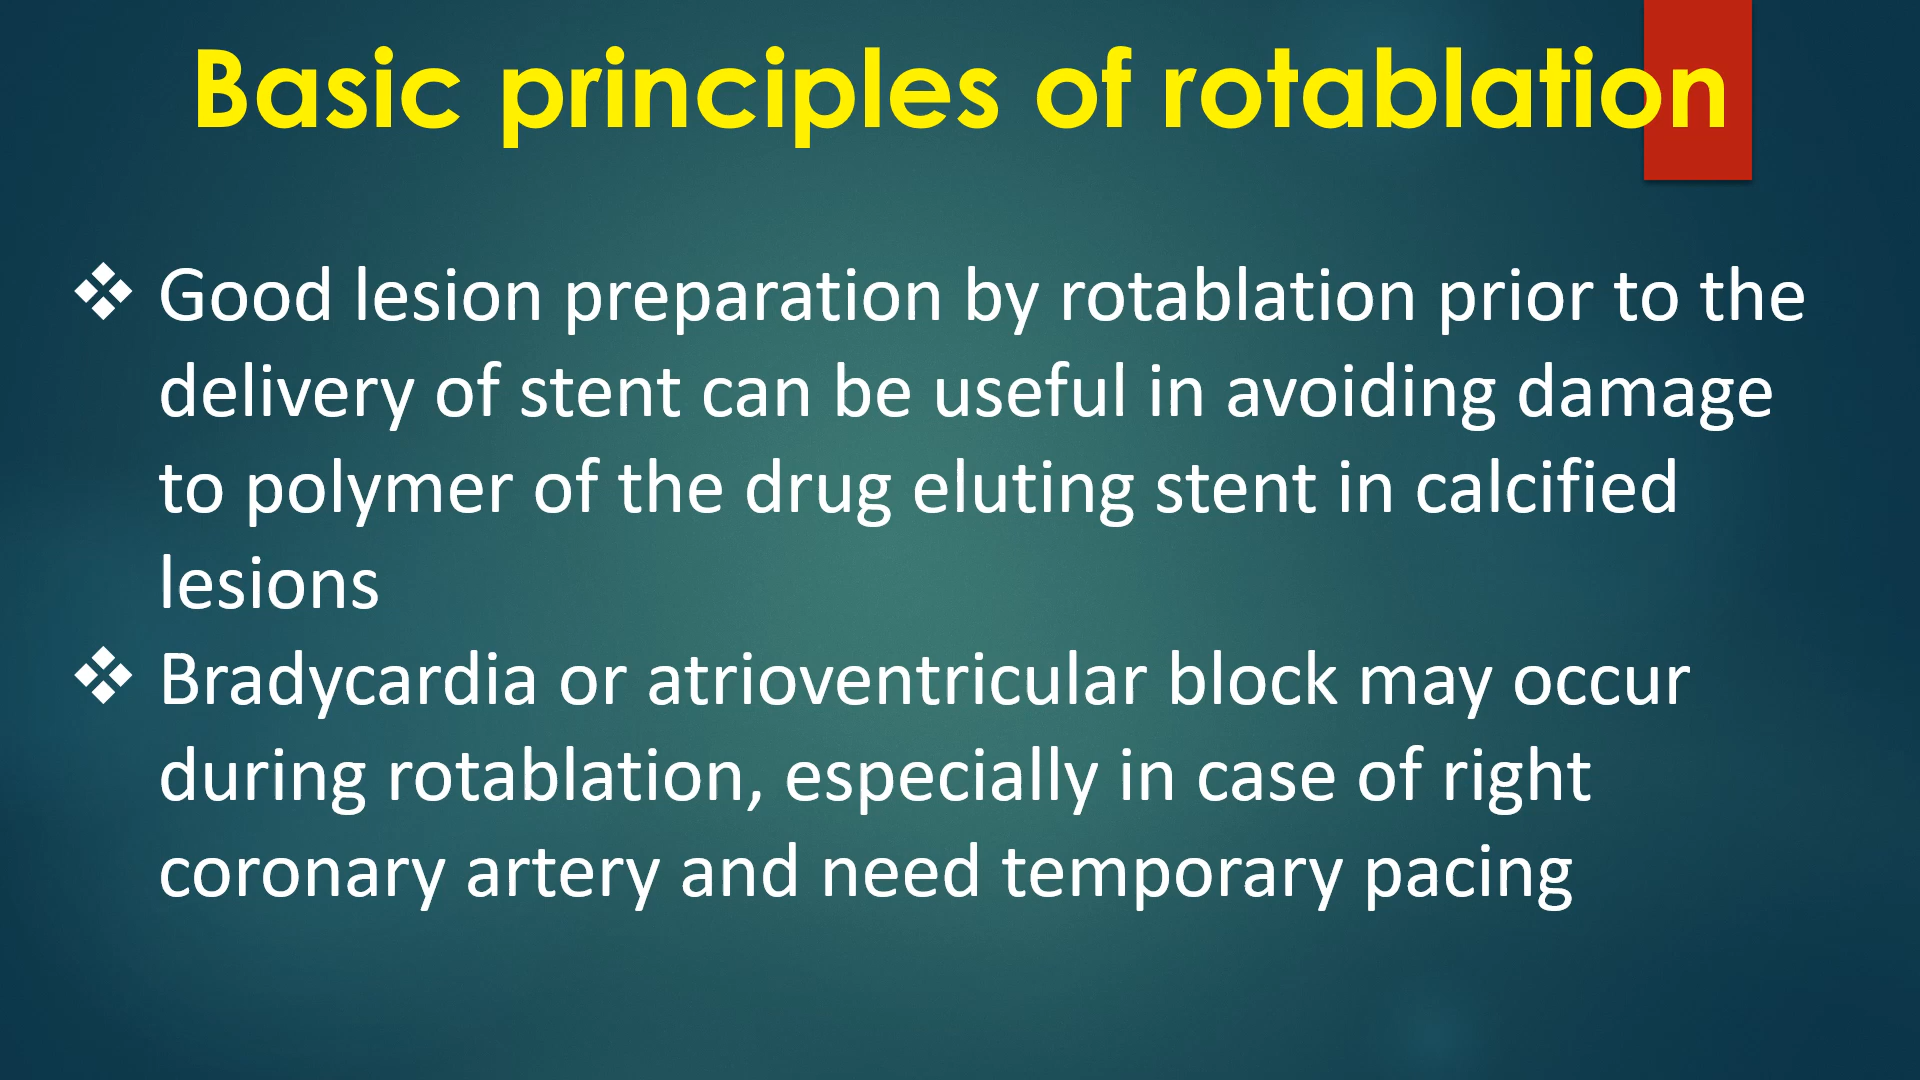 Basic principles of rotablation
❖ Good lesion preparation by rotablation prior to the
delivery of stent can be useful in avoiding damage
to polymer of the drug eluting stent in calcified
lesions
❖ Bradycardia or atrioventricular block may occur
during rotablation, especially in case of right
coronary artery and need temporary pacing